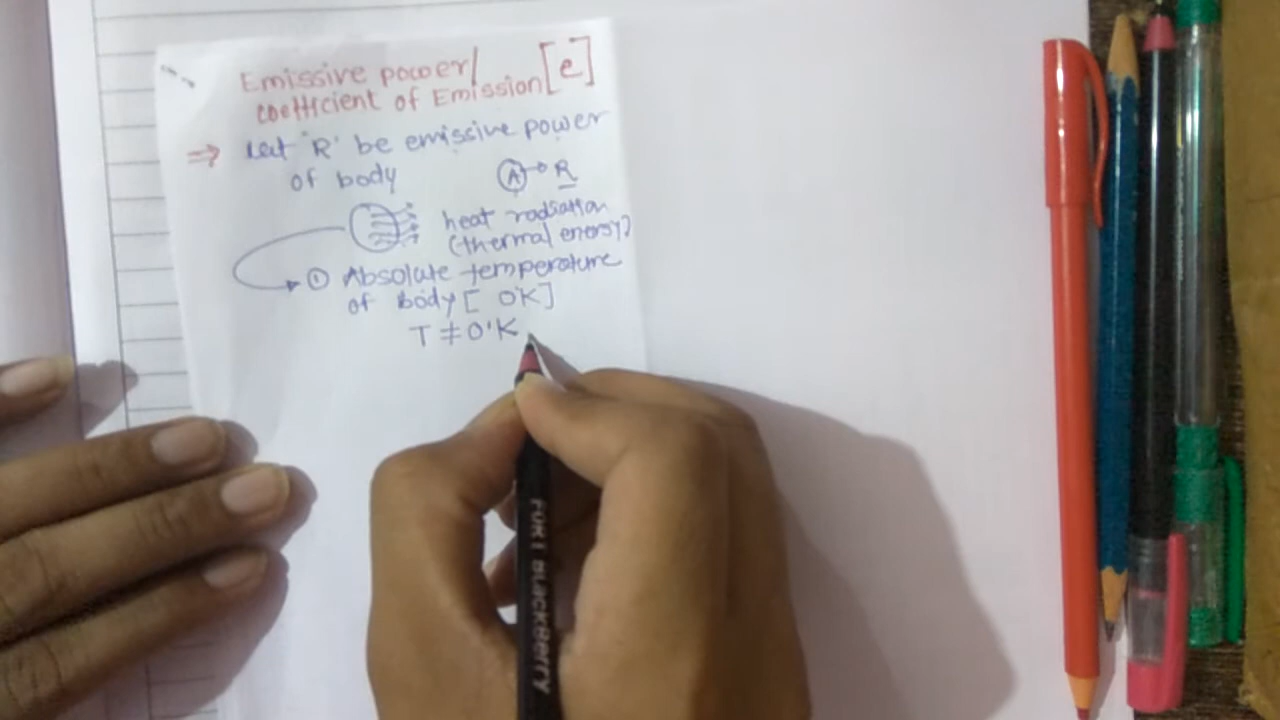 Emissive power/ [e]
coefficient of Emission
⇒ Let 'R' be emissive power
of body (A)→ R
heat radiation
(thermal energy)
① Absolute temperature
of body [ 0°K]
T ≠ 0°K
FURI BLACKBERRY